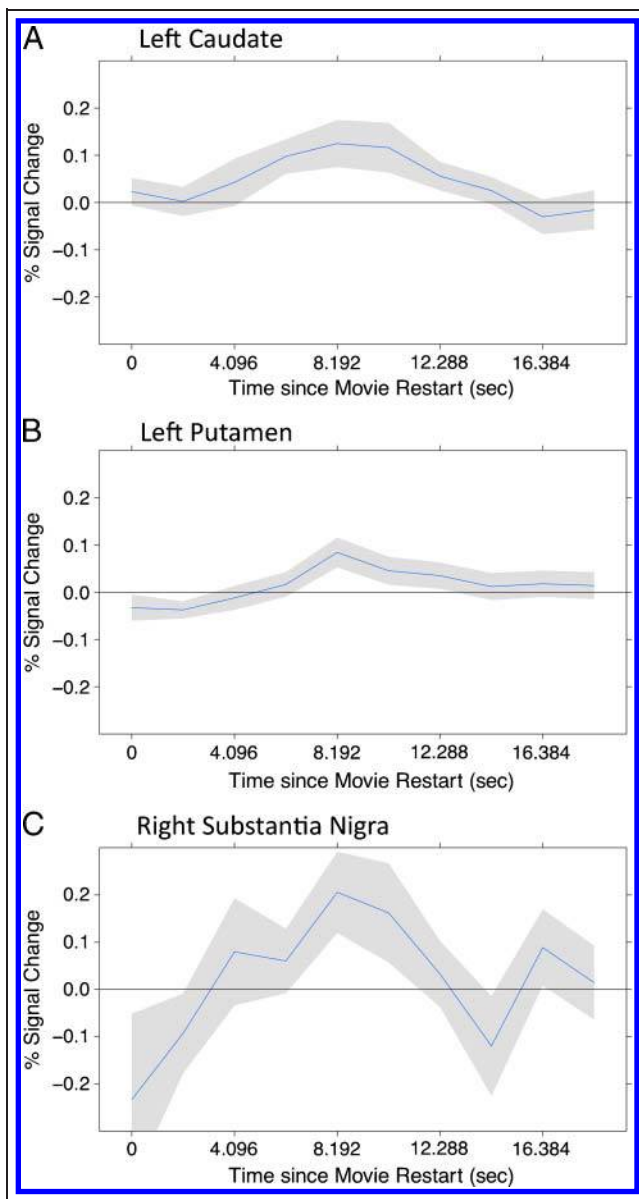 A
Left Caudate
0.2
0.1
0.0
−0.1
−0.2
% Signal Change
0 4.096 8.192 12.288 16.384
Time since Movie Restart (sec)
B
Left Putamen
0.2
0.1
0.0
−0.1
−0.2
% Signal Change
0 4.096 8.192 12.288 16.384
Time since Movie Restart (sec)
C
Right Substantia Nigra
0.2
0.1
0.0
−0.1
−0.2
% Signal Change
0 4.096 8.192 12.288 16.384
Time since Movie Restart (sec)